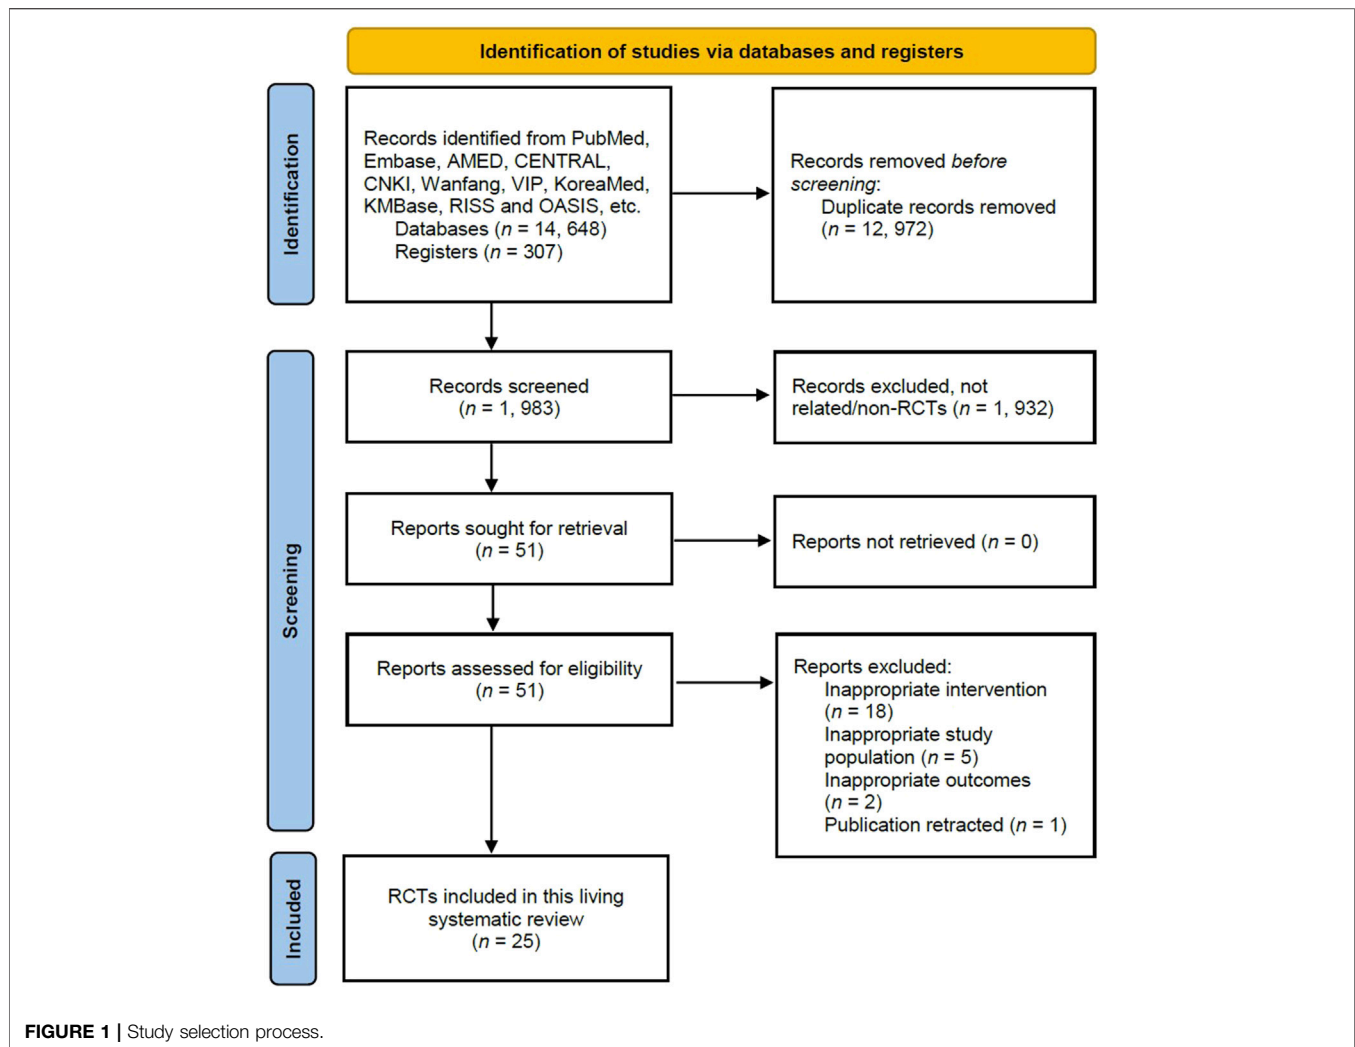 Identification of studies via databases and registers
Identification
Records identified from PubMed,
Embase, AMED, CENTRAL,
CNKI, Wanfang, VIP, KoreaMed,
KMBase, RISS and OASIS, etc.
Databases (n = 14, 648)
Registers (n = 307)
Records removed before
screening:
Duplicate records removed
(n = 12, 972)
Screening
Records screened
(n = 1, 983)
Records excluded, not
related/non-RCTs (n = 1, 932)
Reports sought for retrieval
(n = 51)
Reports not retrieved (n = 0)
Reports assessed for eligibility
(n = 51)
Reports excluded:
Inappropriate intervention
(n = 18)
Inappropriate study
population (n = 5)
Inappropriate outcomes
(n = 2)
Publication retracted (n = 1)
Included
RCTs included in this living
systematic review
(n = 25)
FIGURE 1 | Study selection process.